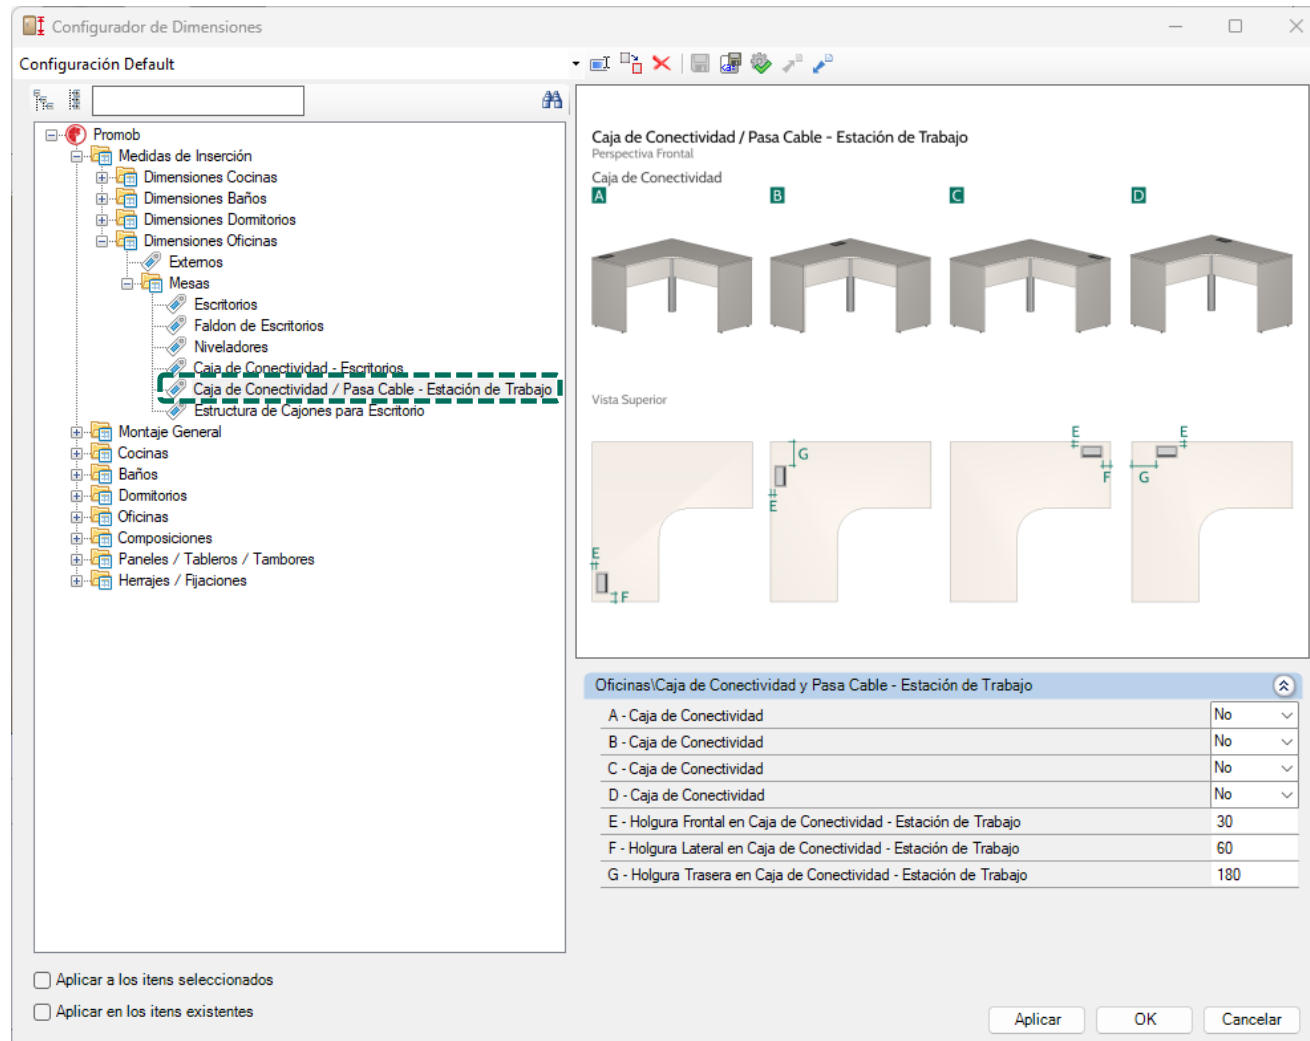 Configurador de Dimensiones
Configuración Default
Promob
Medidas de Inserción
Dimensiones Cocinas
Dimensiones Baños
Dimensiones Dormitorios
Dimensiones Oficinas
Externos
Mesas
Escritorios
Faldon de Escritorios
Niveladores
Caja de Conectividad - Escritorios
Caja de Conectividad / Pasa Cable - Estación de Trabajo
Estructura de Cajones para Escritorio
Montaje General
Cocinas
Baños
Dormitorios
Oficinas
Composiciones
Paneles / Tableros / Tambores
Herrajes / Fijaciones
Caja de Conectividad / Pasa Cable - Estación de Trabajo
Perspectiva Frontal
Caja de Conectividad
A B C D
Vista Superior
E E
G
F G
E
E
F
Oficinas\Caja de Conectividad y Pasa Cable - Estación de Trabajo
A - Caja de Conectividad No
B - Caja de Conectividad No
C - Caja de Conectividad No
D - Caja de Conectividad No
E - Holgura Frontal en Caja de Conectividad - Estación de Trabajo 30
F - Holgura Lateral en Caja de Conectividad - Estación de Trabajo 60
G - Holgura Trasera en Caja de Conectividad - Estación de Trabajo 180
Aplicar a los itens seleccionados
Aplicar en los itens existentes
Aplicar OK Cancelar